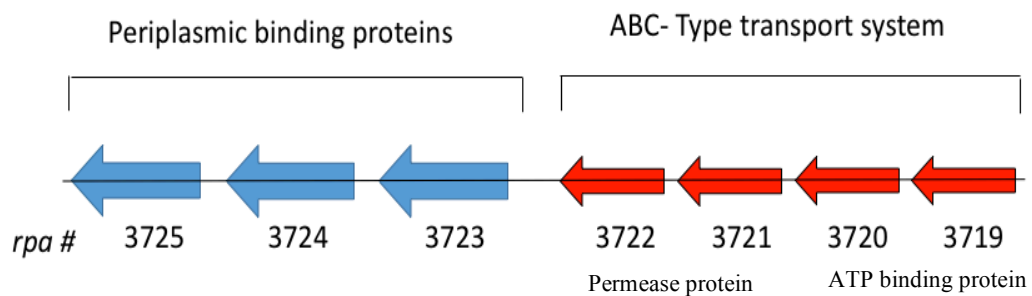 Periplasmic binding proteins
ABC- Type transport system
rpa # 3725 3724 3723 3722 3721 3720 3719
Permease protein
ATP binding protein